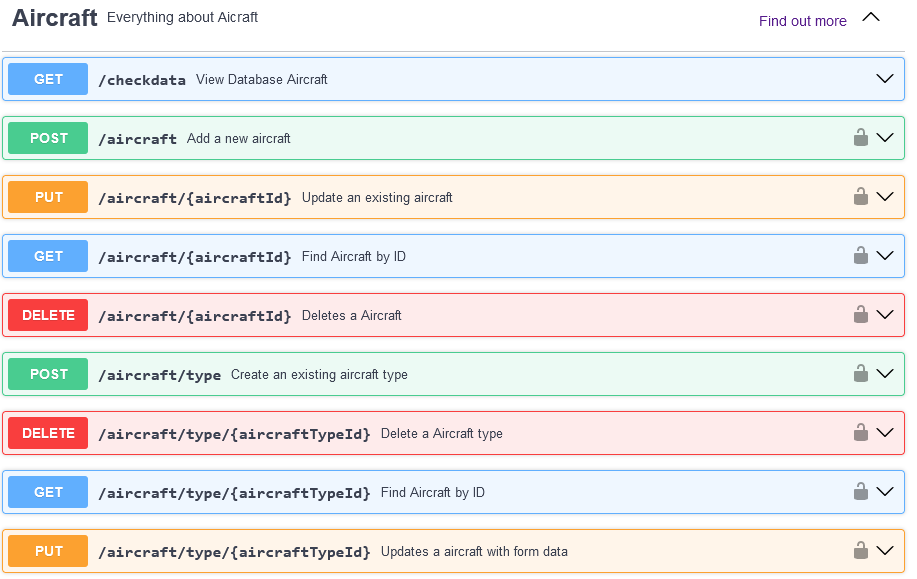 Aircraft Everything about Aicraft Find out more
GET /checkdata View Database Aircraft
POST /aircraft Add a new aircraft
PUT /aircraft/{aircraftId} Update an existing aircraft
GET /aircraft/{aircraftId} Find Aircraft by ID
DELETE /aircraft/{aircraftId} Deletes a Aircraft
POST /aircraft/type Create an existing aircraft type
DELETE /aircraft/type/{aircraftTypeId} Delete a Aircraft type
GET /aircraft/type/{aircraftTypeId} Find Aircraft by ID
PUT /aircraft/type/{aircraftTypeId} Updates a aircraft with form data